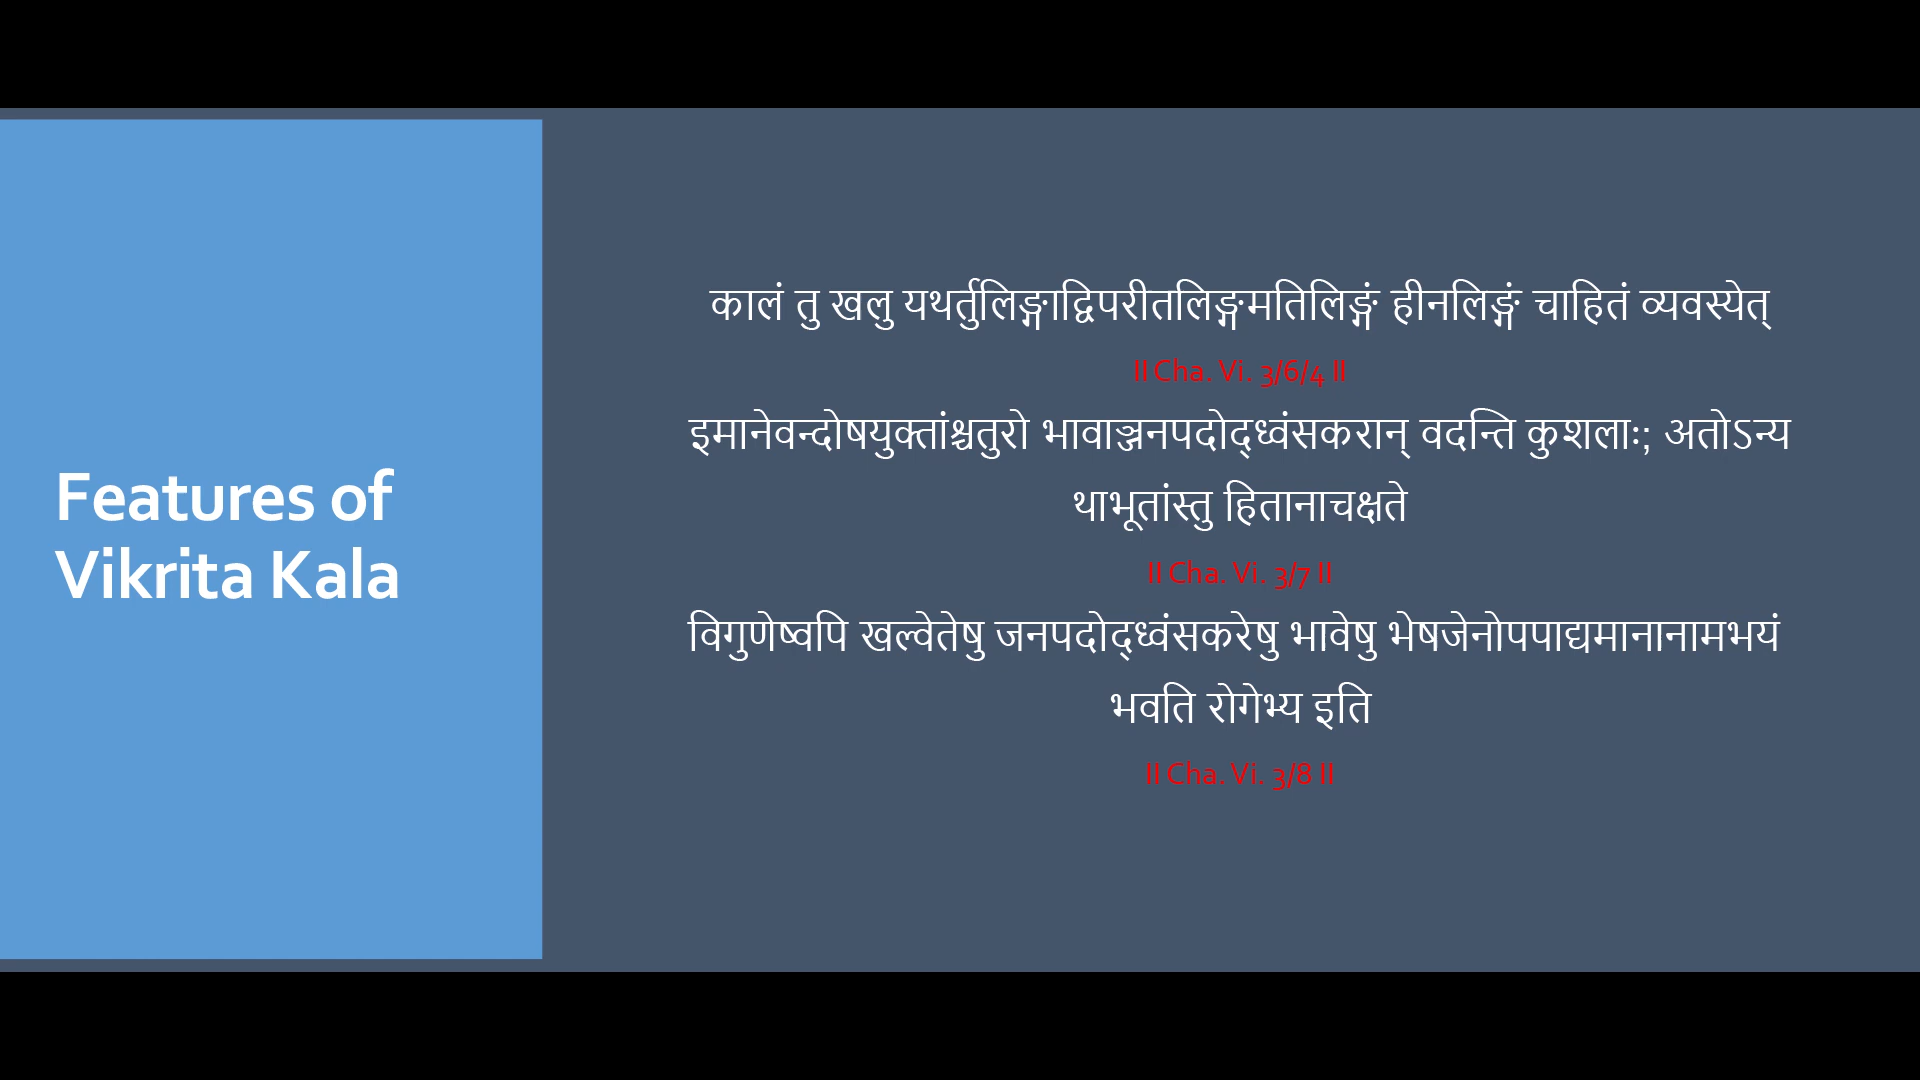 Features of
Vikrita Kala
कालं तु खलु यथर्तुलिङ्गाद्विपरीतलिङ्गमतिलिङ्गं हीनलिङ्गं चाहितं व्यवस्येत्
II Cha. Vi. 3/6/4 II
इमानेवन्दोषयुक्तांश्चतुरो भावाञ्जनपदोद्ध्वंसकरान् वदन्ति कुशलाः; अतोऽन्य
थाभूतांस्तु हितानाचक्षते
II Cha. Vi. 3/7 II
विगुणेष्वपि खल्वेतेषु जनपदोद्ध्वंसकरेषु भावेषु भेषजेनोपपाद्यमानानामभयं
भवति रोगेभ्य इति
II Cha. Vi. 3/8 II